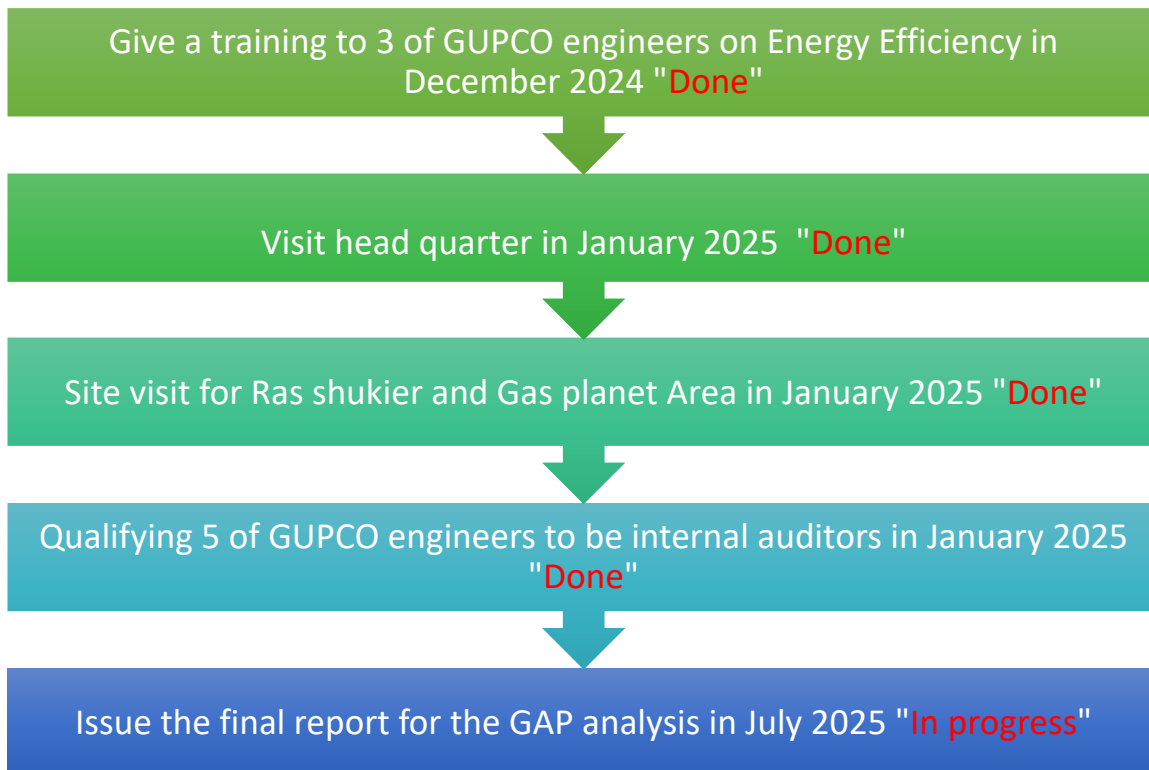 Give a training to 3 of GUPCO engineers on Energy Efficiency in
December 2024 "Done"
Visit head quarter in January 2025  "Done"
Site visit for Ras shukier and Gas planet Area in January 2025 "Done"
Qualifying 5 of GUPCO engineers to be internal auditors in January 2025
"Done"
Issue the final report for the GAP analysis in July 2025 "In progress"